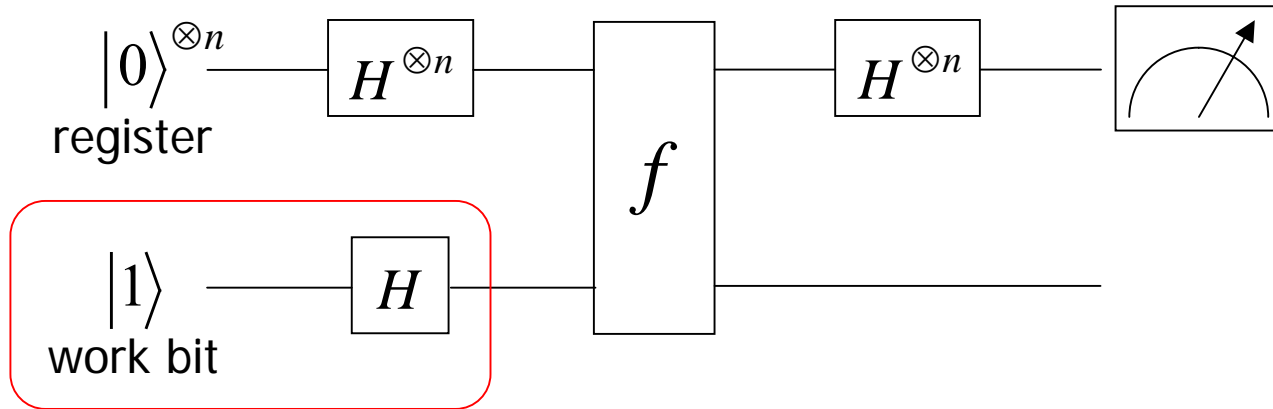 |0⟩⊗n H⊗n f H⊗n
register
|1⟩ H
work bit